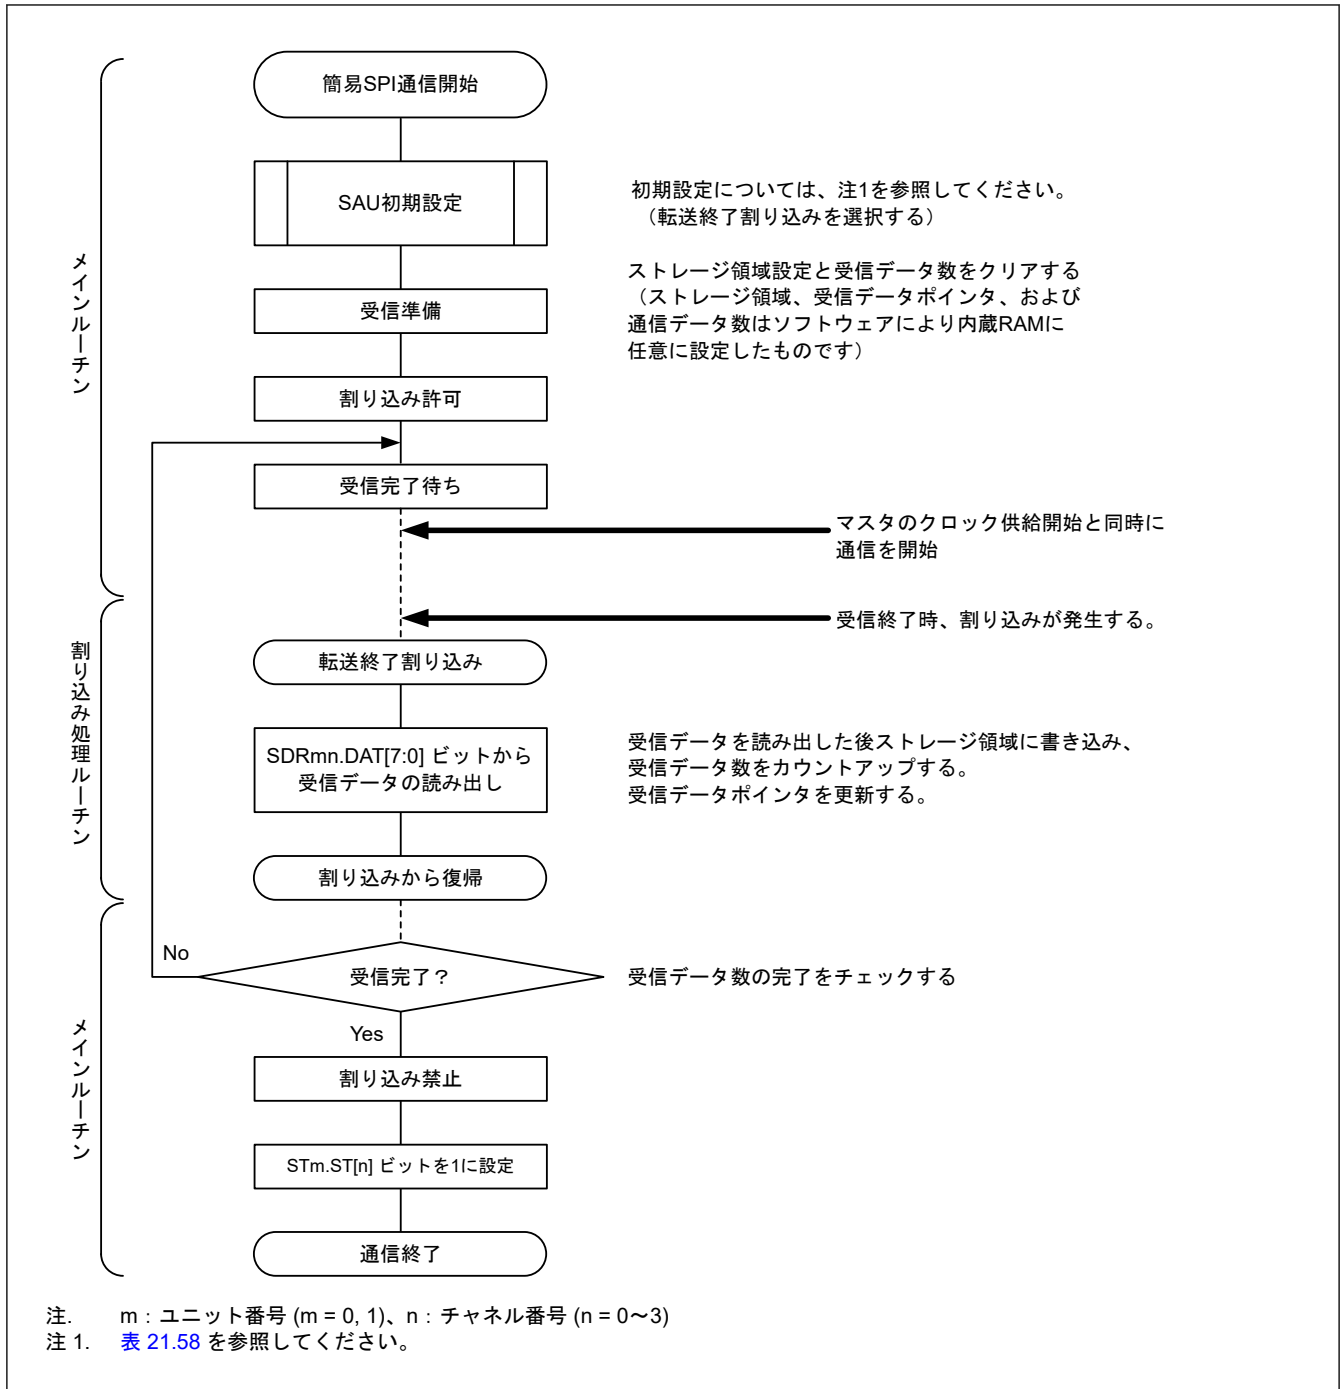 簡易SPI通信開始
SAU初期設定
初期設定については、注1を参照してください。
（転送終了割り込みを選択する）
メインルーチン
受信準備
ストレージ領域設定と受信データ数をクリアする
（ストレージ領域、受信データポインタ、および
通信データ数はソフトウェアにより内蔵RAMに
任意に設定したものです）
割り込み許可
受信完了待ち
マスタのクロック供給開始と同時に
通信を開始
受信終了時、割り込みが発生する。
割り込み処理ルーチン
転送終了割り込み
SDRmn.DAT[7:0] ビットから
受信データの読み出し
受信データを読み出した後ストレージ領域に書き込み、
受信データ数をカウントアップする。
受信データポインタを更新する。
割り込みから復帰
メインルーチン
No
受信完了？
受信データ数の完了をチェックする
Yes
割り込み禁止
STm.ST[n] ビットを1に設定
通信終了
注. m：ユニット番号 (m = 0, 1)、n：チャネル番号 (n = 0～3)
注 1. 表 21.58 を参照してください。